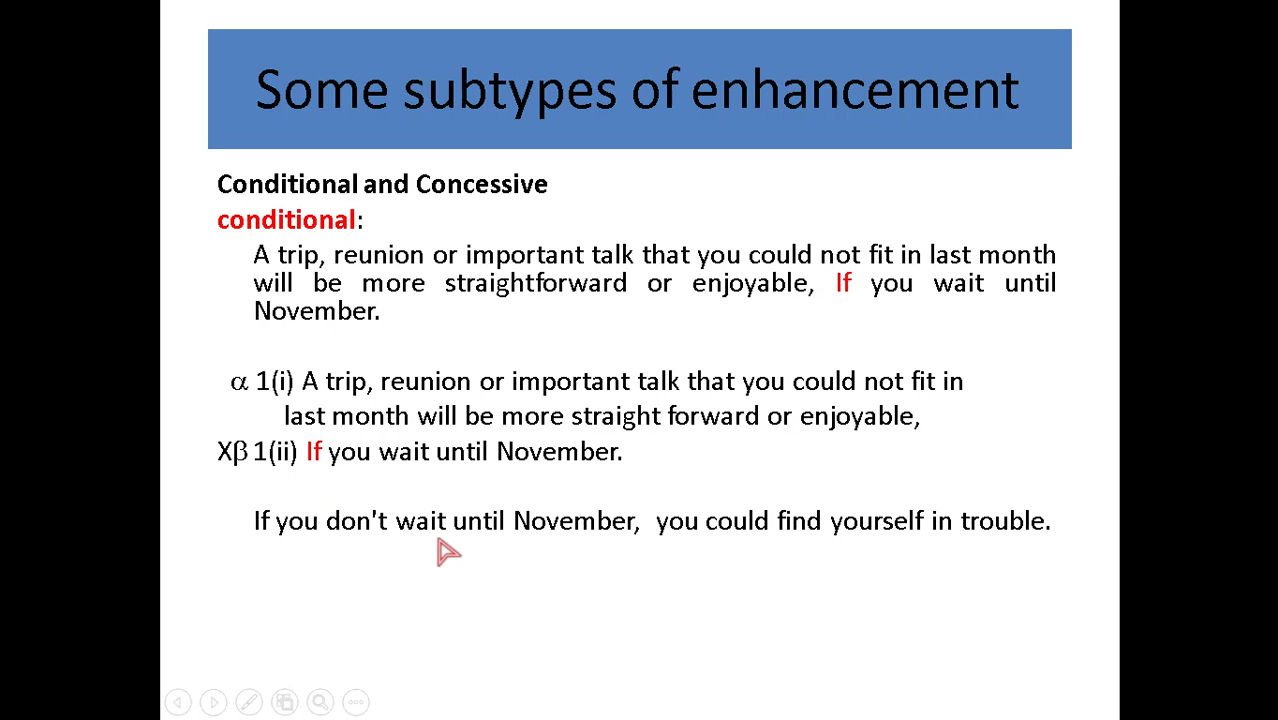 Some subtypes of enhancement
Conditional and Concessive
conditional:
A trip, reunion or important talk that you could not fit in last month
will be more straightforward or enjoyable, If you wait until
November.
α 1(i) A trip, reunion or important talk that you could not fit in
last month will be more straight forward or enjoyable,
Xβ 1(ii) If you wait until November.
If you don't wait until November, you could find yourself in trouble.